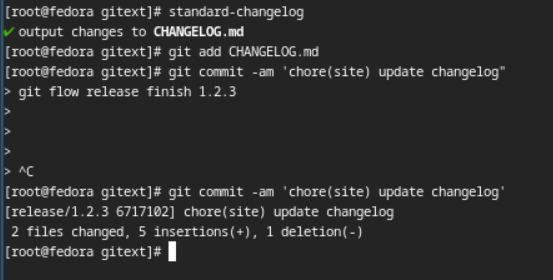 [root@fedora gitext]# standard-changelog
✔ output changes to CHANGELOG.md
[root@fedora gitext]# git add CHANGELOG.md
[root@fedora gitext]# git commit -am 'chore(site) update changelog"
> git flow release finish 1.2.3
>
>
>
> ^C
[root@fedora gitext]# git commit -am 'chore(site) update changelog'
[release/1.2.3 6717102] chore(site) update changelog
2 files changed, 5 insertions(+), 1 deletion(-)
[root@fedora gitext]#